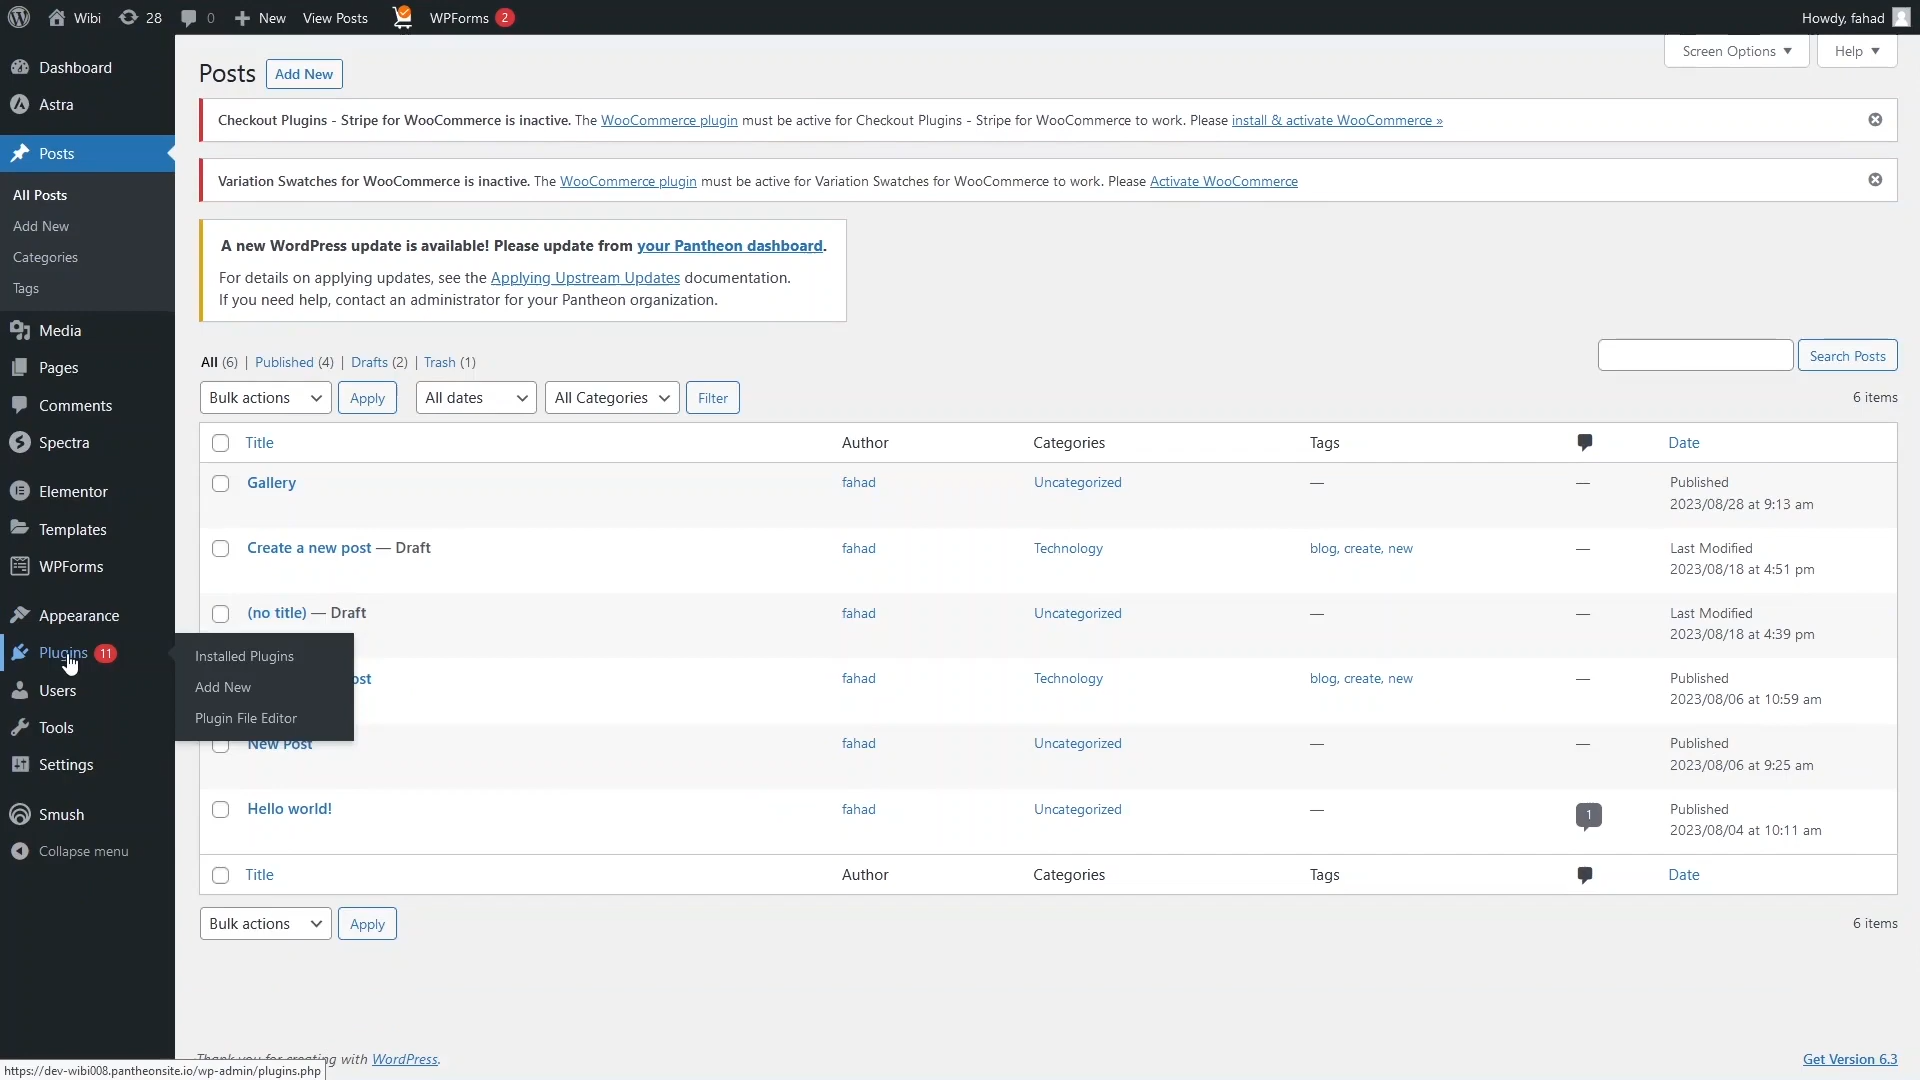 Wibi 28 0 New View Posts WPForms 2 Howdy, fahad
Dashboard
Astra
Posts
All Posts
Add New
Categories
Tags
Media
Pages
Comments
Spectra
Elementor
Templates
WPForms
Appearance
Plugins 11
Users
Tools
Settings
Smush
Collapse menu
Installed Plugins
Add New
Plugin File Editor
Screen Options Help
Posts Add New
Checkout Plugins - Stripe for WooCommerce is inactive. The WooCommerce plugin must be active for Checkout Plugins - Stripe for WooCommerce to work. Please install & activate WooCommerce »
Variation Swatches for WooCommerce is inactive. The WooCommerce plugin must be active for Variation Swatches for WooCommerce to work. Please Activate WooCommerce
A new WordPress update is available! Please update from your Pantheon dashboard.
For details on applying updates, see the Applying Upstream Updates documentation.
If you need help, contact an administrator for your Pantheon organization.
All (6) | Published (4) | Drafts (2) | Trash (1)
Search Posts
Bulk actions Apply All dates All Categories Filter 6 items
Title Author Categories Tags Date
Gallery fahad Uncategorized — — Published
2023/08/28 at 9:13 am
Create a new post — Draft fahad Technology blog, create, new — Last Modified
2023/08/18 at 4:51 pm
(no title) — Draft fahad Uncategorized — — Last Modified
2023/08/18 at 4:39 pm
ost fahad Technology blog, create, new — Published
2023/08/06 at 10:59 am
New Post fahad Uncategorized — — Published
2023/08/06 at 9:25 am
Hello world! fahad Uncategorized — 1 Published
2023/08/04 at 10:11 am
Title Author Categories Tags Date
Bulk actions Apply 6 items
Thank you for creating with WordPress. Get Version 6.3
https://dev-wibi008.pantheonsite.io/wp-admin/plugins.php